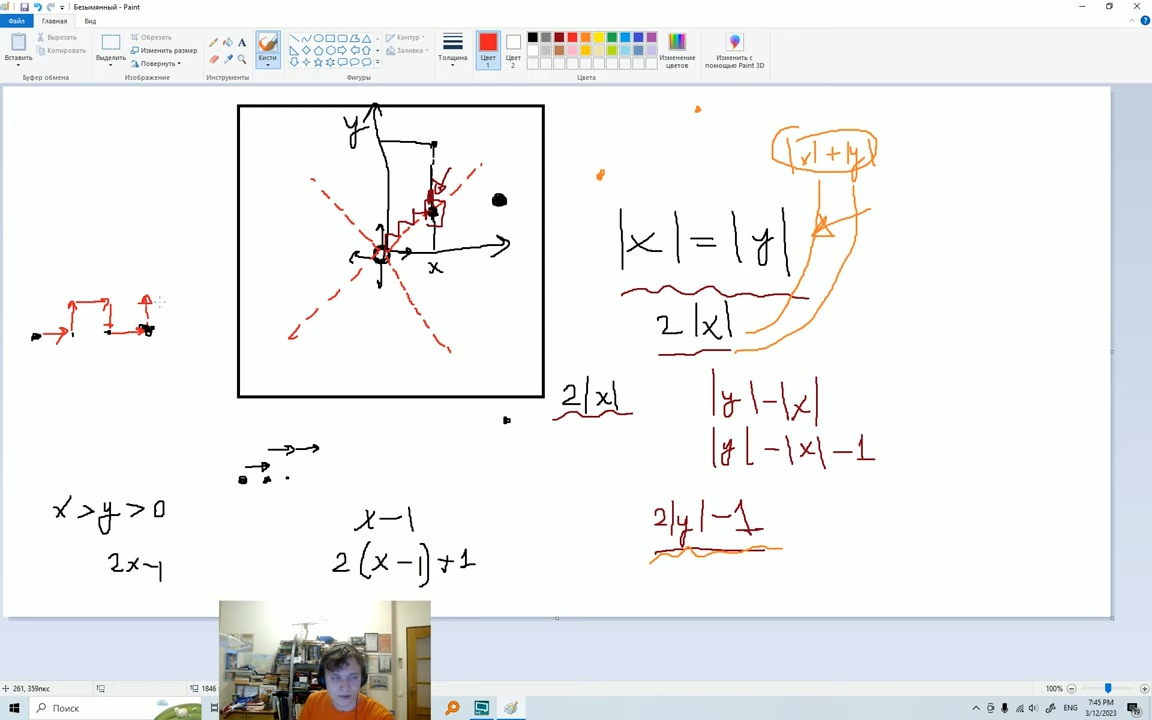 Безымянный - Paint
Файл Главная Вид
Вставить
Вырезать
Копировать
Буфер обмена
Выделить
Обрезать
Изменить размер
Повернуть
Изображение
Инструменты
Кисти
Контур
Заливка
Фигуры
Толщина
Цвет 1
Цвет 2
Цвета
Изменение цветов
Изменить с помощью Paint 3D
y
x
|x| + |y|
|x| = |y|
2|x|
2|x|
|y| - |x|
|y| - |x| - 1
x > y > 0
2x-1
x-1
2(x-1)+1
2|y| - 1
261, 359пкс
1846
100%
Поиск
ENG
7:45 PM
3/12/2023